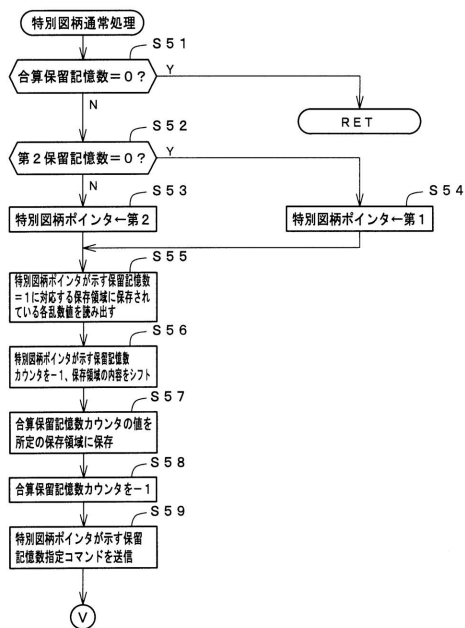 特別図柄通常処理
S51
合算保留記憶数＝0？
Y
N
RET
S52
第2保留記憶数＝0？
Y
N
S53
特別図柄ポインタ←第2
S54
特別図柄ポインタ←第1
S55
特別図柄ポインタが示す保留記憶数
＝1に対応する保存領域に保存され
ている各乱数値を読み出す
S56
特別図柄ポインタが示す保留記憶数
カウンタを－1、保存領域の内容をシフト
S57
合算保留記憶数カウンタの値を
所定の保存領域に保存
S58
合算保留記憶数カウンタを－1
S59
特別図柄ポインタが示す保留
記憶数指定コマンドを送信
V